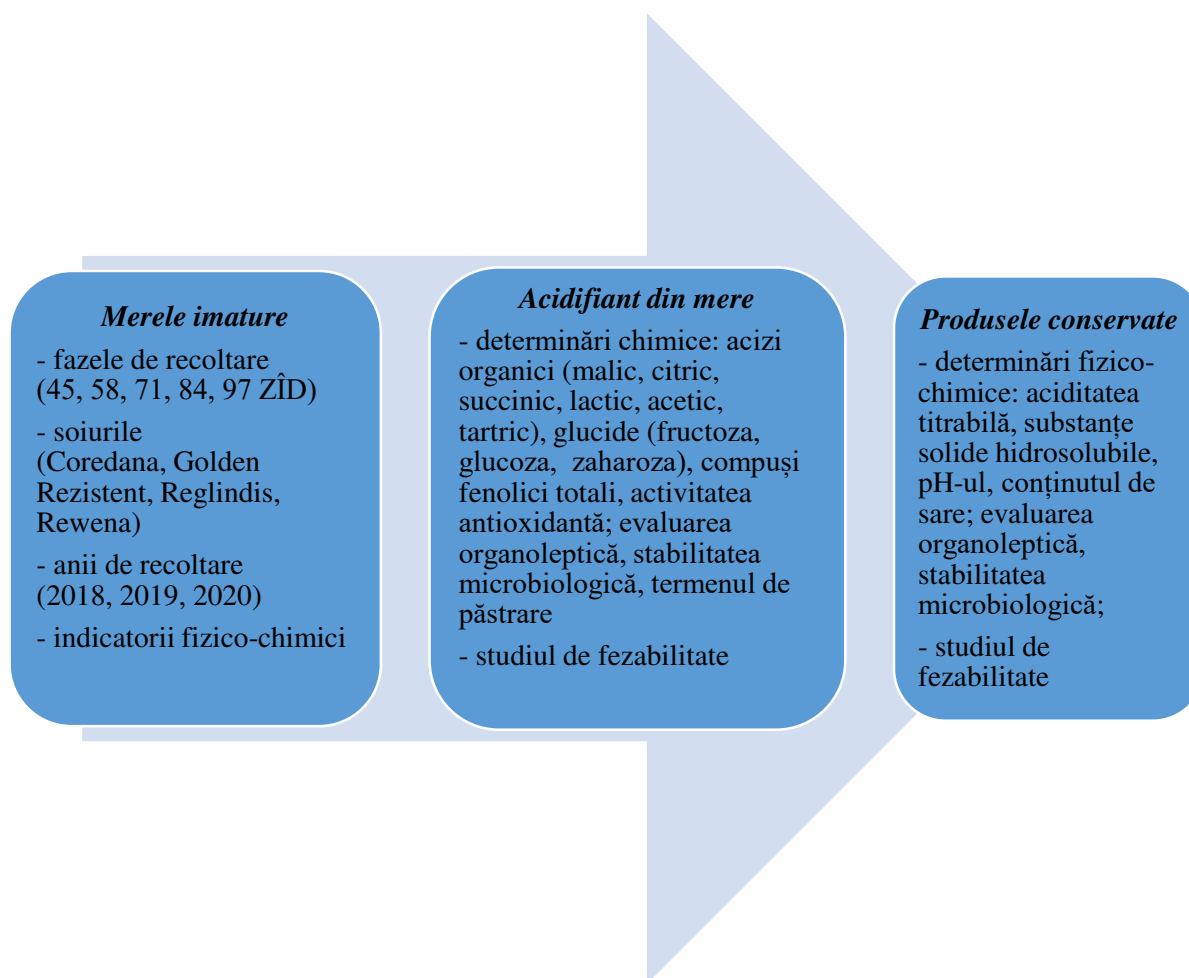 Merele imature
- fazele de recoltare
(45, 58, 71, 84, 97 ZÎD)
- soiurile
(Coredana, Golden
Rezistent, Reglindis,
Rewena)
- anii de recoltare
(2018, 2019, 2020)
- indicatorii fizico-chimici
Acidifiant din mere
- determinări chimice: acizi
organici (malic, citric,
succinic, lactic, acetic,
tartric), glucide (fructoza,
glucoza, zaharoza), compuși
fenolici totali, activitatea
antioxidantă; evaluarea
organoleptică, stabilitatea
microbiologică, termenul de
păstrare
- studiul de fezabilitate
Produsele conservate
- determinări fizico-
chimice: aciditatea
titrabilă, substanțe
solide hidrosolubile,
pH-ul, conținutul de
sare; evaluarea
organoleptică,
stabilitatea
microbiologică;
- studiul de
fezabilitate